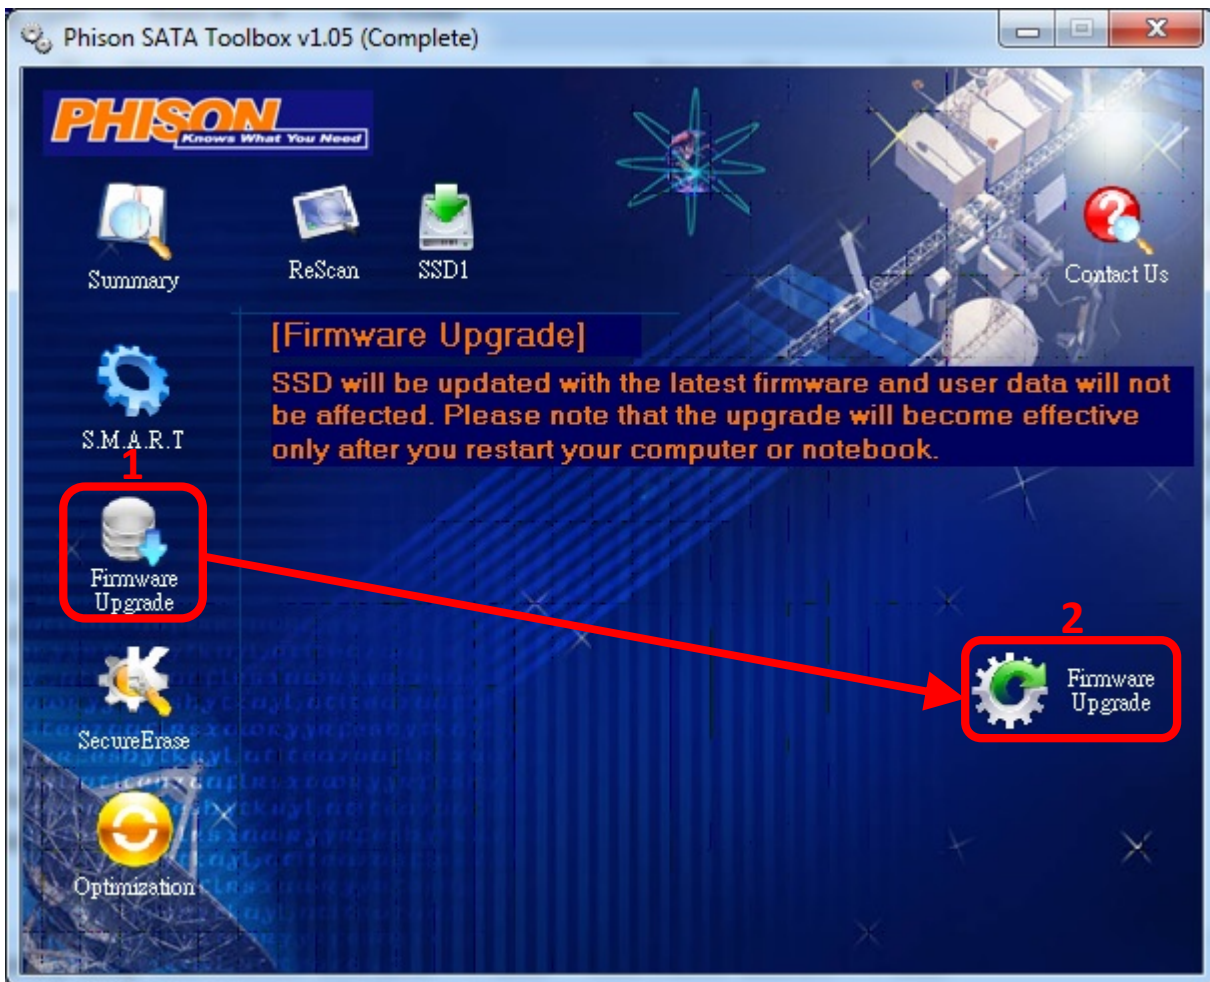 Phison SATA Toolbox v1.05 (Complete)
PHISON
Knows What You Need
Summary
ReScan
SSD1
Contact Us
[Firmware Upgrade]
SSD will be updated with the latest firmware and user data will not
be affected. Please note that the upgrade will become effective
only after you restart your computer or notebook.
S.M.A.R.T
1
Firmware
Upgrade
2
Firmware
Upgrade
SecureErase
Optimization